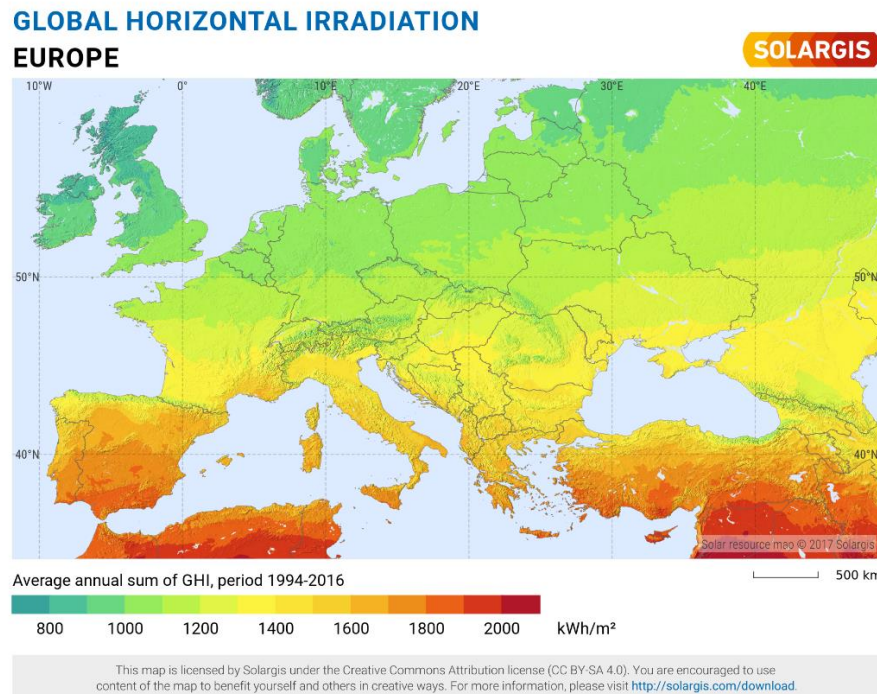 GLOBAL HORIZONTAL IRRADIATION
EUROPE
SOLARGIS
10°W 0° 10°E 20°E 30°E 40°E
50°N 50°N
40°N 40°N
Solar resource map © 2017 Solargis
Average annual sum of GHI, period 1994-2016
500 km
800 1000 1200 1400 1600 1800 2000 kWh/m²
This map is licensed by Solargis under the Creative Commons Attribution license (CC BY-SA 4.0). You are encouraged to use
content of the map to benefit yourself and others in creative ways. For more information, please visit http://solargis.com/download.